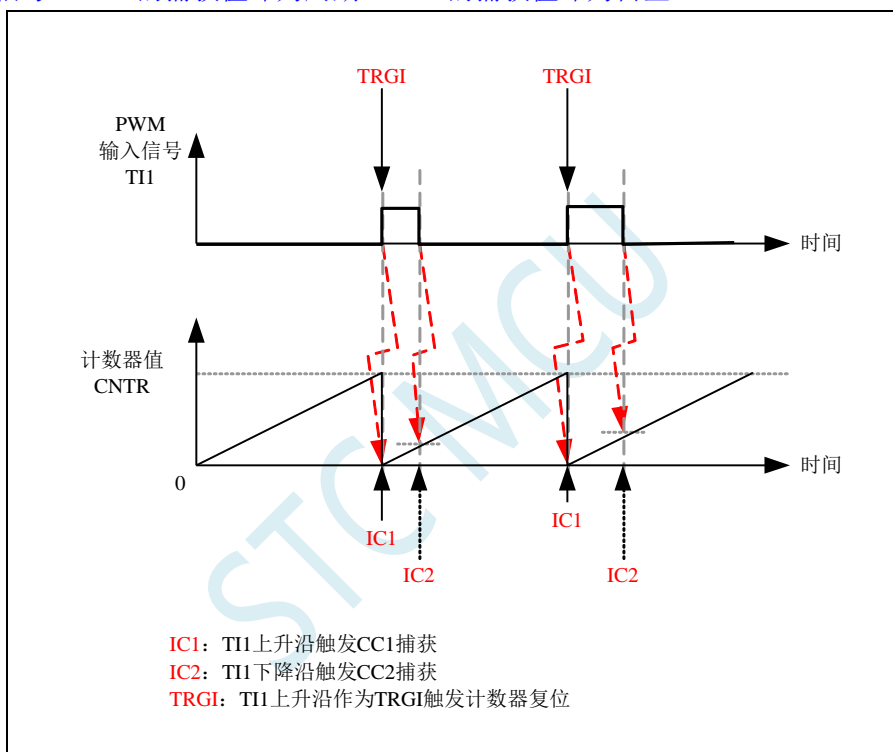 TRGI
TRGI
PWM
输入信号
TI1
时间
计数器值
CNTR
0
时间
IC1
IC1
IC2
IC2
STC MCU
IC1：TI1上升沿触发CC1捕获
IC2：TI1下降沿触发CC2捕获
TRGI：TI1上升沿作为TRGI触发计数器复位